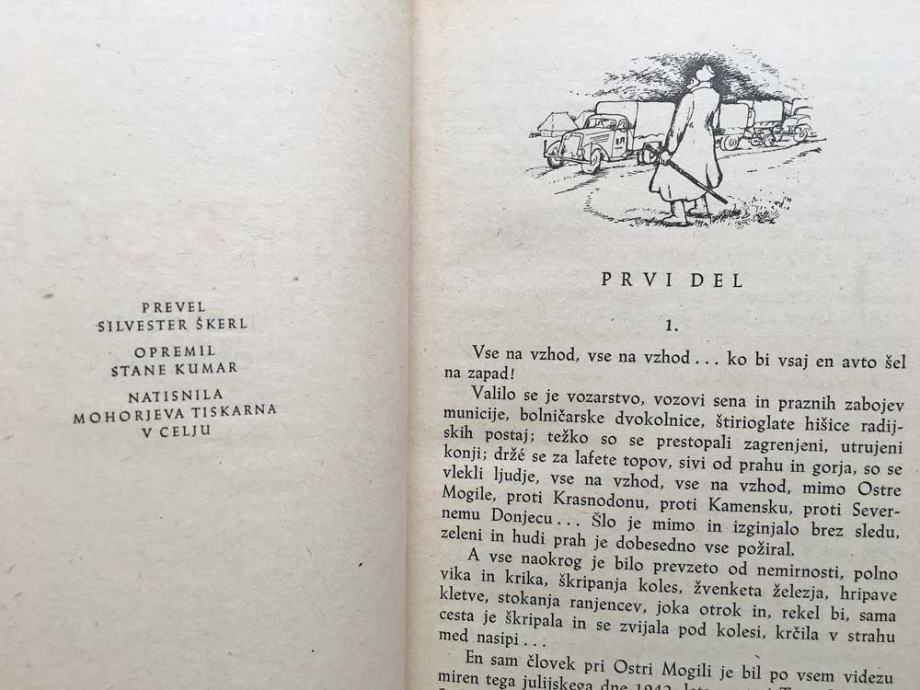 PREVEL
SILVESTER ŠKERL
OPREMIL
STANE KUMAR
NATISNILA
MOHORJEVA TISKARNA
V CELJU
PRVI DEL
1.
Vse na vzhod, vse na vzhod... ko bi vsaj en avto šel
na zapad!
Valilo se je vozarstvo, vozovi sena in praznih zabojev
municije, bolničarske dvokolnice, štirioglate hišice radij-
skih postaj; težko so se prestopali zagrenjeni, utrujeni
konji; držé se za lafete topov, sivi od prahu in gorja, so se
vlekli ljudje, vse na vzhod, vse na vzhod, mimo Ostre
Mogile, proti Krasnodonu, proti Kamensku, proti Sever-
nemu Donjecu... Šlo je mimo in izginjalo brez sledu,
zeleni in hudi prah je dobesedno vse požiral.
A vse naokrog je bilo prevzeto od nemirnosti, polno
vika in krika, škripanja koles, žvenketa železja, hripave
kletve, stokanja ranjencev, joka otrok in, rekel bi, sama
cesta je škripala in se zvijala pod kolesi, krčila v strahu
med nasipi...
En sam človek pri Ostri Mogili je bil po vsem videzu
miren tega julijskega dne 1942.